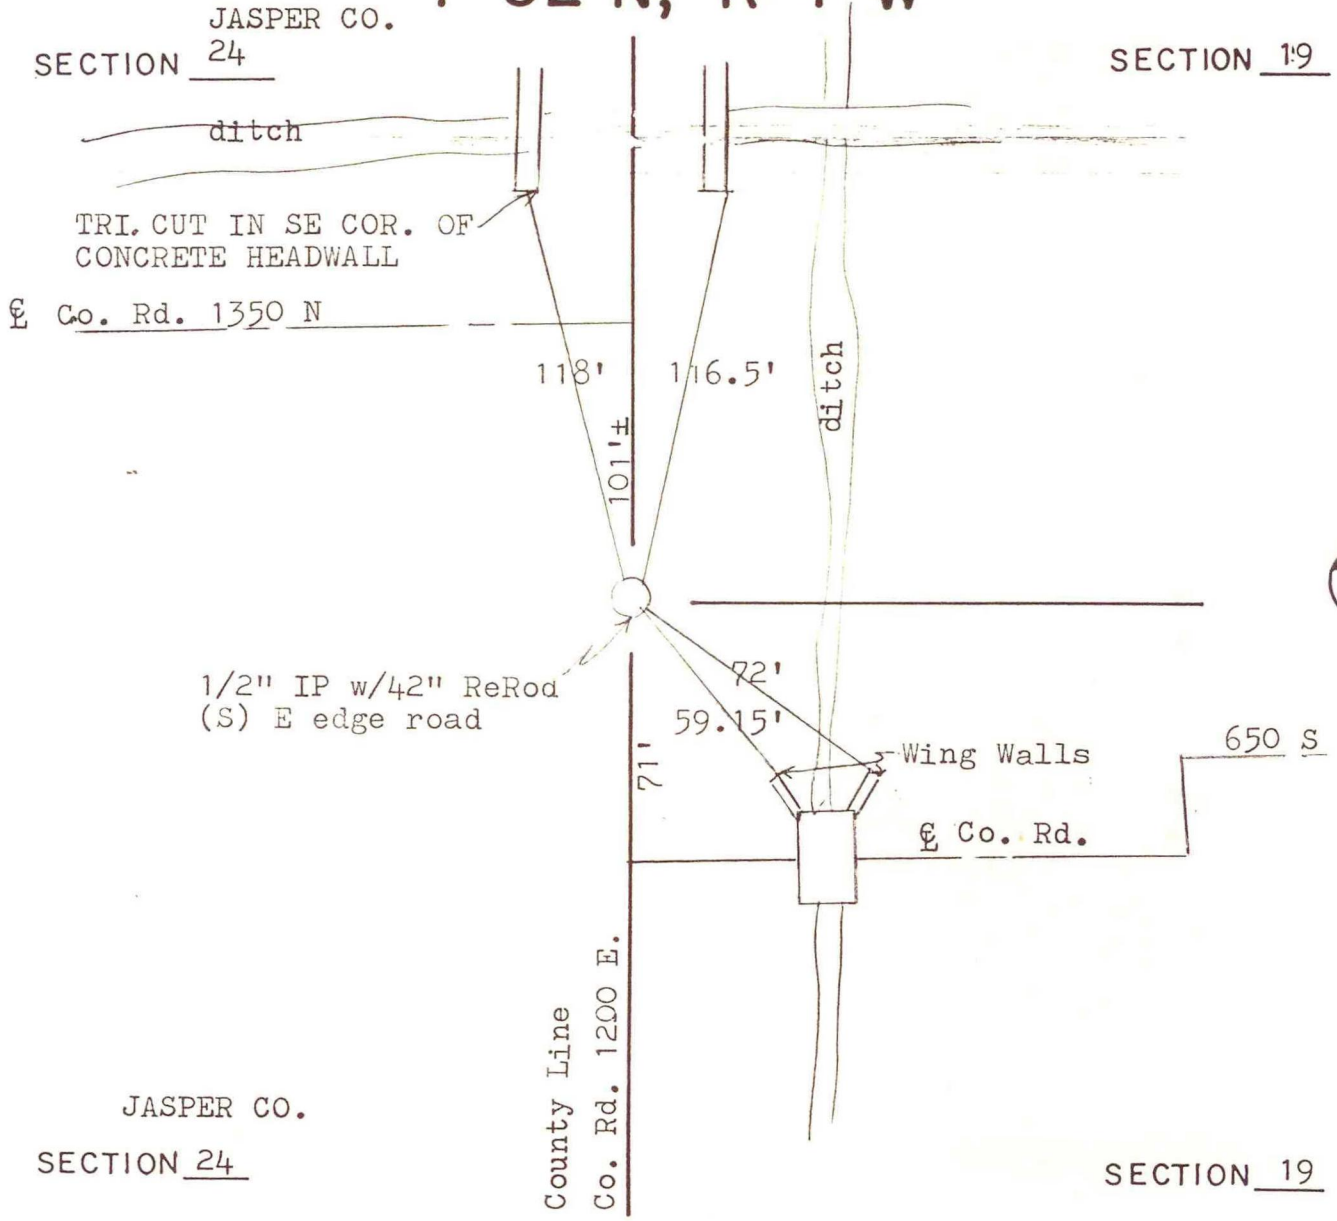 T 32 N, R 4 W
JASPER CO.
SECTION 24
SECTION 19
ditch
TRI. CUT IN SE COR. OF
CONCRETE HEADWALL
℄ Co. Rd. 1350 N
118'
116.5'
101'±
ditch
1/2" IP w/42" ReRod
(S) E edge road
72'
59.15'
71'
Wing Walls
650 S
℄ Co. Rd.
County Line
Co. Rd. 1200 E.
JASPER CO.
SECTION 24
SECTION 19